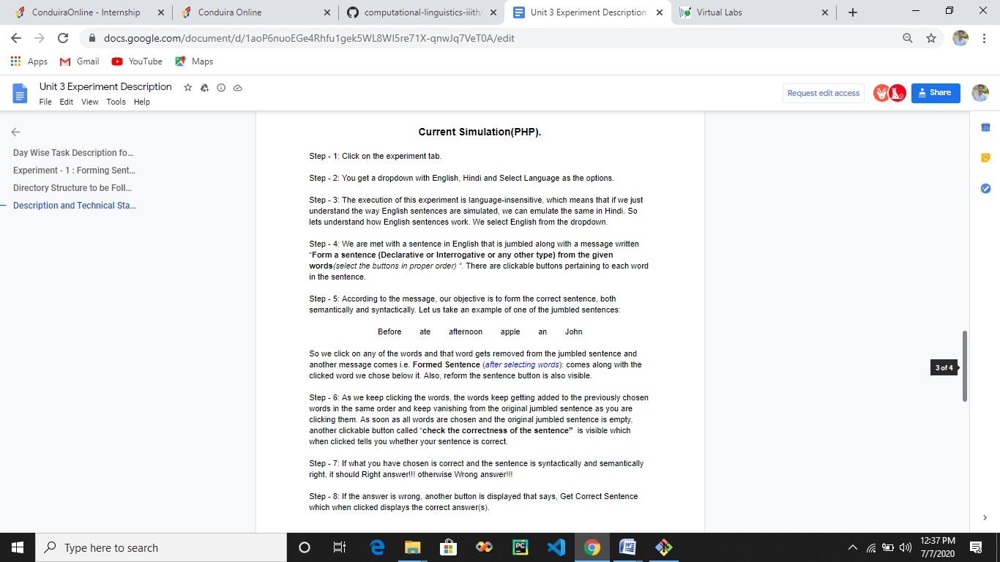 ConduiraOnline - Internship
Conduira Online
computational-linguistics-iiith/
Unit 3 Experiment Description
Virtual Labs
docs.google.com/document/d/1aoP6nuoEGe4Rhfu1gek5WL8WI5re71X-qnwJq7VeT0A/edit
Apps Gmail YouTube Maps
Unit 3 Experiment Description
File Edit View Tools Help
Request edit access
Share
Day Wise Task Description fo...
Experiment - 1 : Forming Sent...
Directory Structure to be Foll...
Description and Technical Sta...
Current Simulation(PHP).
Step - 1: Click on the experiment tab.
Step - 2: You get a dropdown with English, Hindi and Select Language as the options.
Step - 3: The execution of this experiment is language-insensitive, which means that if we just
understand the way English sentences are simulated, we can emulate the same in Hindi. So
lets understand how English sentences work. We select English from the dropdown.
Step - 4: We are met with a sentence in English that is jumbled along with a message written
“Form a sentence (Declarative or Interrogative or any other type) from the given
words(select the buttons in proper order) “. There are clickable buttons pertaining to each word
in the sentence.
Step - 5: According to the message, our objective is to form the correct sentence, both
semantically and syntactically. Let us take an example of one of the jumbled sentences:
Before ate afternoon apple an John
So we click on any of the words and that word gets removed from the jumbled sentence and
another message comes i.e. Formed Sentence (after selecting words): comes along with the
clicked word we chose below it. Also, reform the sentence button is also visible.
Step - 6: As we keep clicking the words, the words keep getting added to the previously chosen
words in the same order and keep vanishing from the original jumbled sentence as you are
clicking them. As soon as all words are chosen and the original jumbled sentence is empty,
another clickable button called “check the correctness of the sentence” is visible which
when clicked tells you whether your sentence is correct.
Step - 7: If what you have chosen is correct and the sentence is syntactically and semantically
right, it should Right answer!!! otherwise Wrong answer!!!
Step - 8: If the answer is wrong, another button is displayed that says, Get Correct Sentence
which when clicked displays the correct answer(s).
3 of 4
31
Type here to search
PC
12:37 PM
7/7/2020